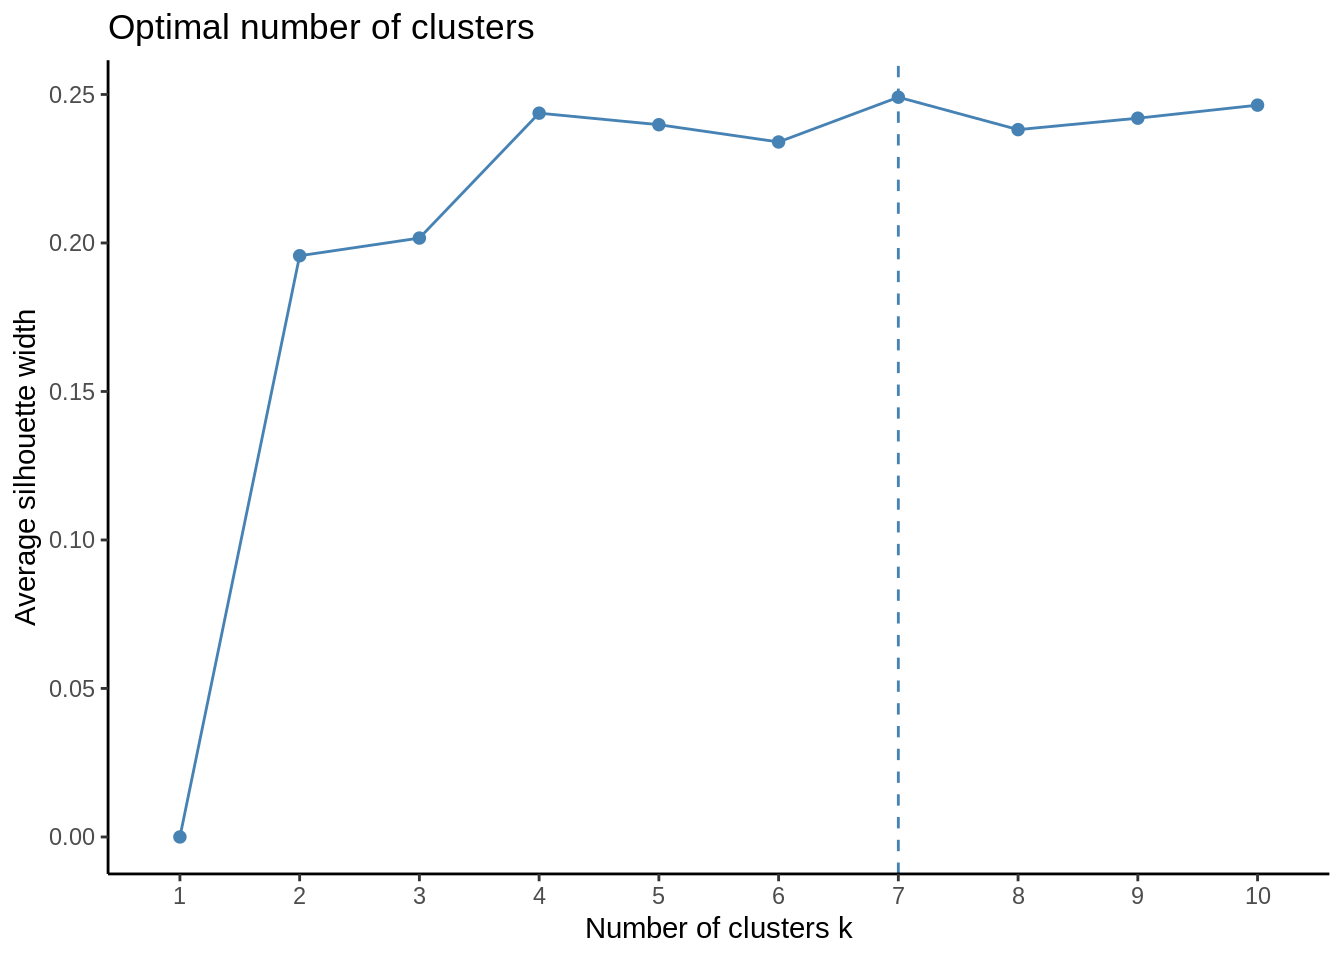 Optimal number of clusters
Average silhouette width
0.25
0.20
0.15
0.10
0.05
0.00
1 2 3 4 5 6 7 8 9 10
Number of clusters k